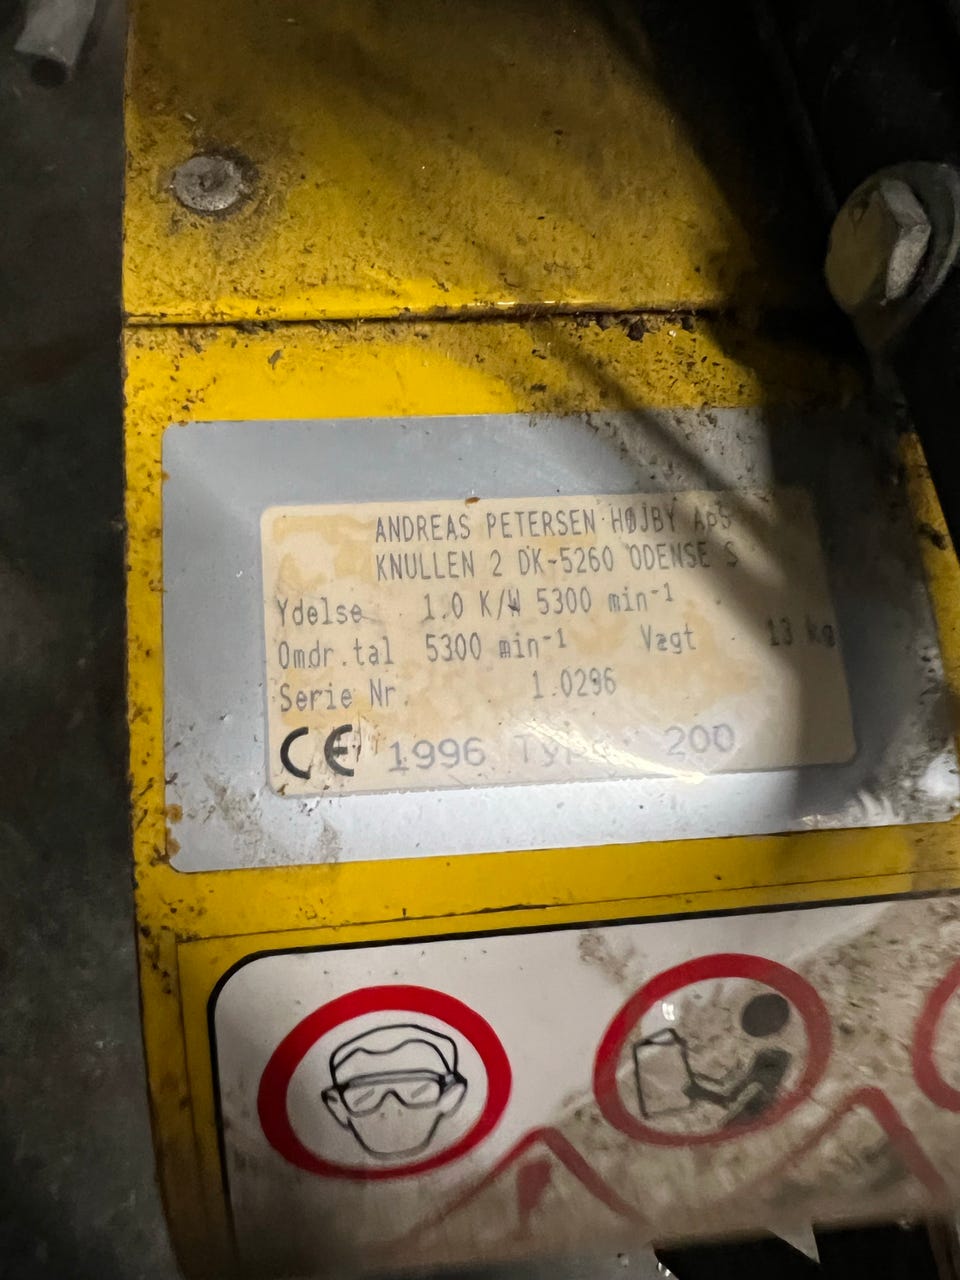 ANDREAS PETERSEN HØJBY ApS
KNULLEN 2 DK-5260 ODENSE S
Ydelse 1.0 K/W 5300 min-1
Omdr.tal 5300 min-1 Vægt 13 kg
Serie Nr. 1.0296
CE 1996 Type 200